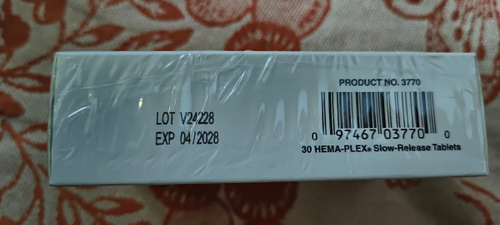 LOT V24228
EXP 04/2028
PRODUCT NO. 3770
0 97467 03770 0
30 HEMA-PLEX® Slow-Release Tablets